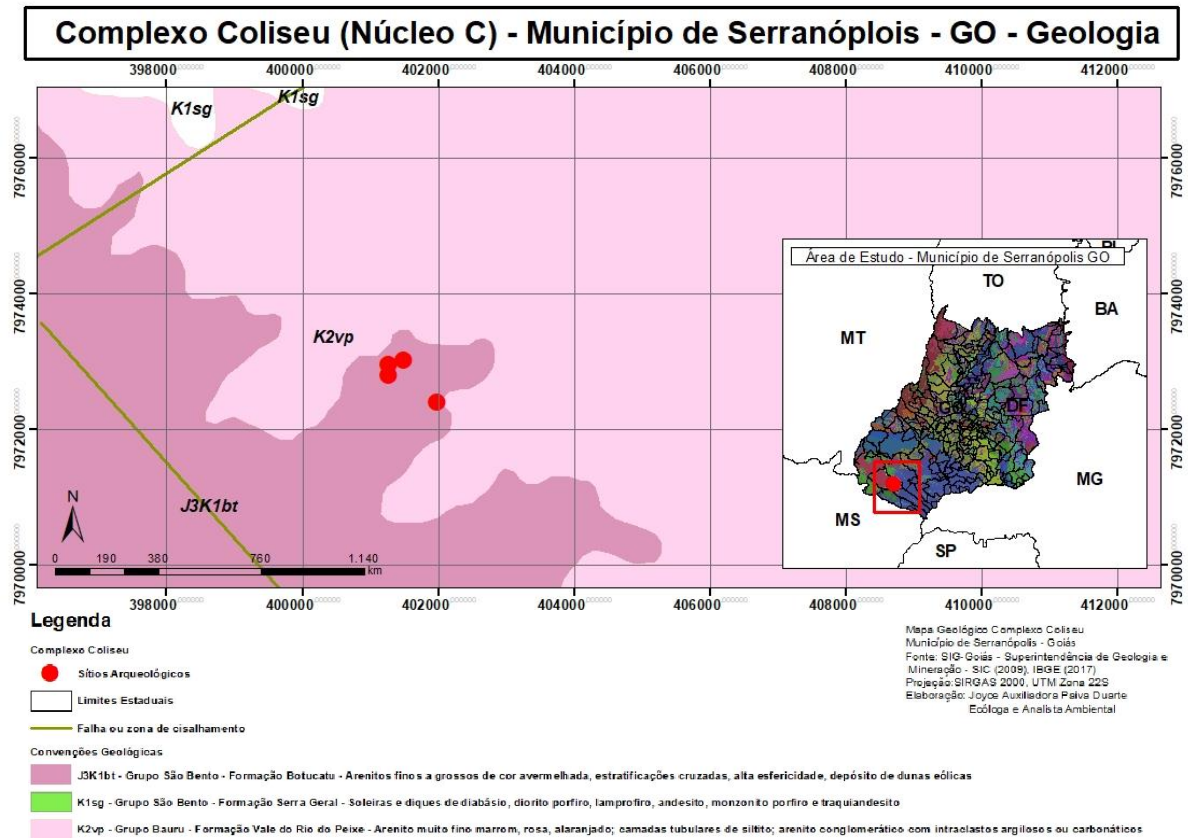 Complexo Coliseu (Núcleo C) - Município de Serranóplois - GO - Geologia
398000 400000 402000 404000 406000 408000 410000 412000
K1sg
K1sg
7976000
7976000
Área de Estudo - Município de Serranópolis GO
TO
BA
MT
7974000
7974000
K2vp
DF
7972000
7972000
MG
MS
SP
J3K1bt
N
0 190 380 760 1.140
km
7970000
7970000
398000 400000 402000 404000 406000 408000 410000 412000
Legenda
Complexo Coliseu
Sítios Arqueológicos
Limites Estaduais
Falha ou zona de cisalhamento
Convenções Geológicas
J3K1bt - Grupo São Bento - Formação Botucatu - Arenitos finos a grossos de cor avermelhada, estratificações cruzadas, alta esfericidade, depósito de dunas eólicas
K1sg - Grupo São Bento - Formação Serra Geral - Soleiras e diques de diabásio, diorito porfiro, lamprofiro, andesito, monzonito porfiro e traquiandesito
K2vp - Grupo Bauru - Formação Vale do Rio do Peixe - Arenito muito fino marrom, rosa, alaranjado; camadas tubulares de siltito; arenito conglomerático com intraclastos argilosos ou carbonáticos
Mapa Geológico Complexo Coliseu
Município de Serranópolis - Goiás
Fonte: SIG-Goiás - Superintendência de Geologia e
Mineração - SIC (2009), IBGE (2017)
Projeção:SIRGAS 2000, UTM Zona 22S
Elaboração: Joyce Auxiliadora Paiva Duarte
Ecóloga e Analista Ambiental